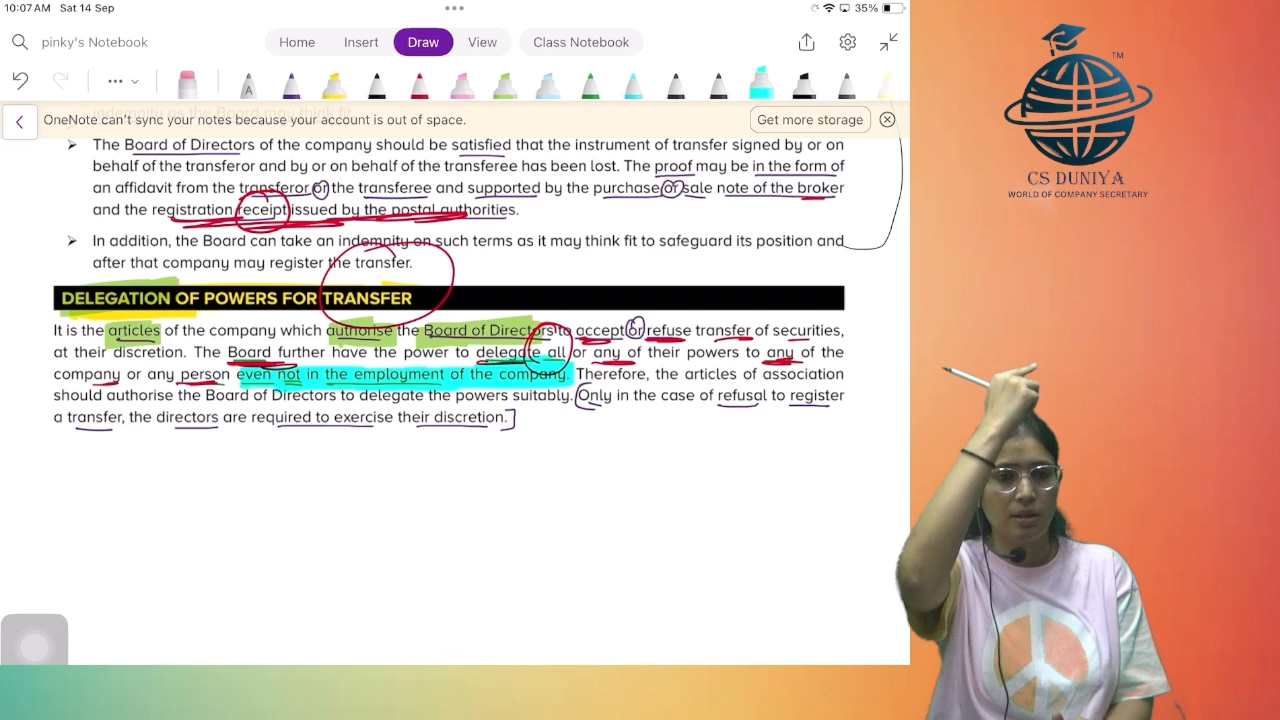 10:07 AM Sat 14 Sep
35%
pinky's Notebook
Home Insert Draw View Class Notebook
A
OneNote can't sync your notes because your account is out of space.
Get more storage
indemnity as the Board may think fit.
The Board of Directors of the company should be satisfied that the instrument of transfer signed by or on
behalf of the transferor and by or on behalf of the transferee has been lost. The proof may be in the form of
an affidavit from the transferor or the transferee and supported by the purchase or sale note of the broker
and the registration receipt issued by the postal authorities.
In addition, the Board can take an indemnity on such terms as it may think fit to safeguard its position and
after that company may register the transfer.
DELEGATION OF POWERS FOR TRANSFER
It is the articles of the company which authorise the Board of Directors to accept or refuse transfer of securities,
at their discretion. The Board further have the power to delegate all or any of their powers to any of the
company or any person even not in the employment of the company. Therefore, the articles of association
should authorise the Board of Directors to delegate the powers suitably. Only in the case of refusal to register
a transfer, the directors are required to exercise their discretion.
TM
CS DUNIYA
WORLD OF COMPANY SECRETARY